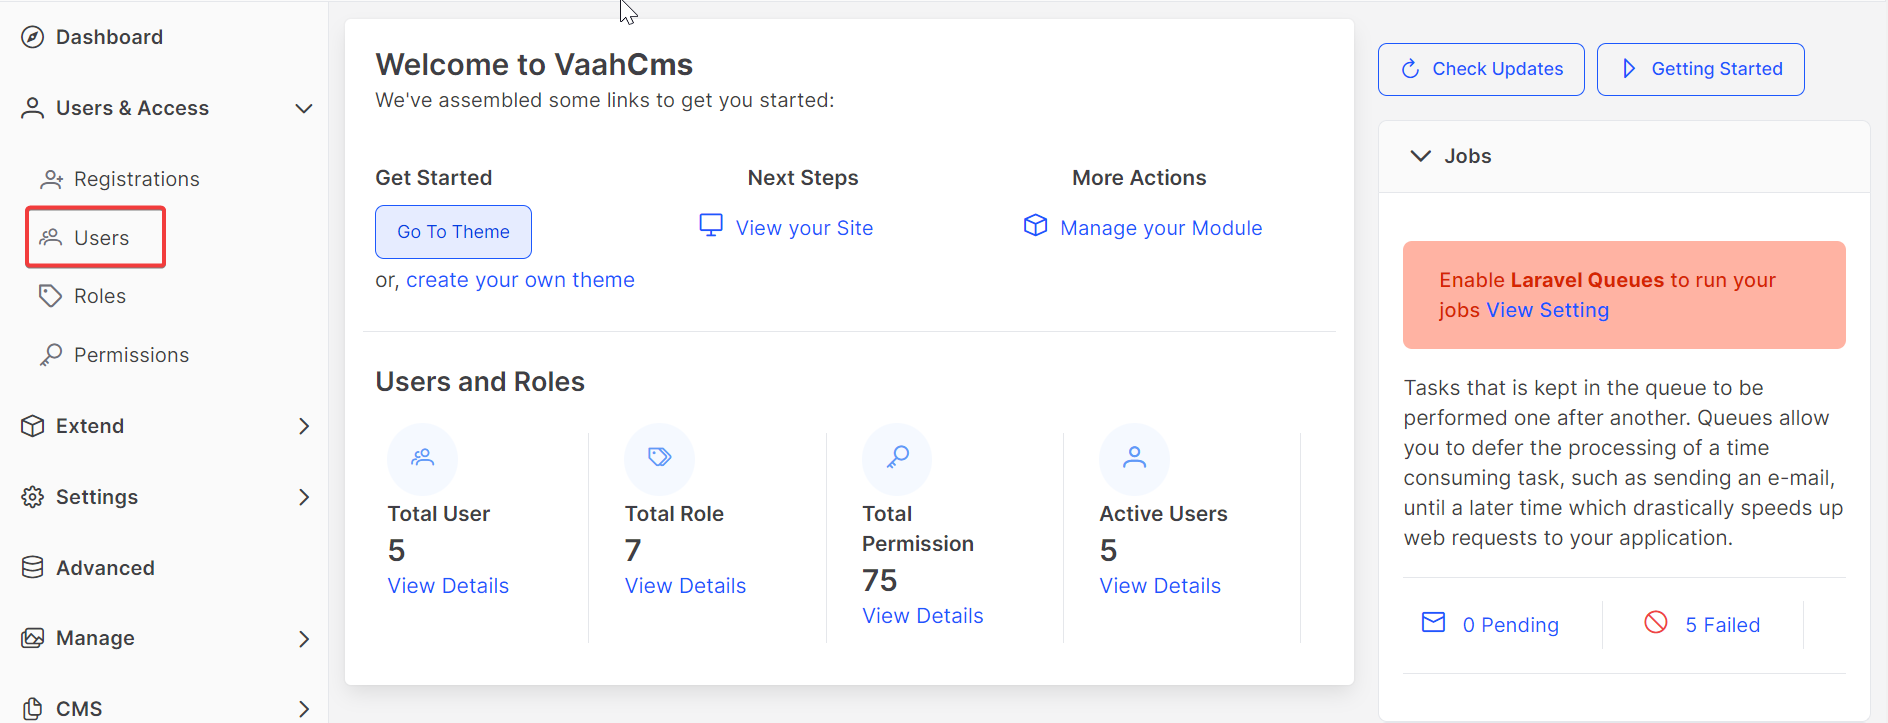 Dashboard
Users & Access
Registrations
Users
Roles
Permissions
Extend
Settings
Advanced
Manage
CMS
Welcome to VaahCms
We've assembled some links to get you started:
Get Started
Go To Theme
or, create your own theme
Next Steps
View your Site
More Actions
Manage your Module
Users and Roles
Total User
5
View Details
Total Role
7
View Details
Total
Permission
75
View Details
Active Users
5
View Details
Check Updates
Getting Started
Jobs
Enable Laravel Queues to run your
jobs View Setting
Tasks that is kept in the queue to be
performed one after another. Queues allow
you to defer the processing of a time
consuming task, such as sending an e-mail,
until a later time which drastically speeds up
web requests to your application.
0 Pending
5 Failed